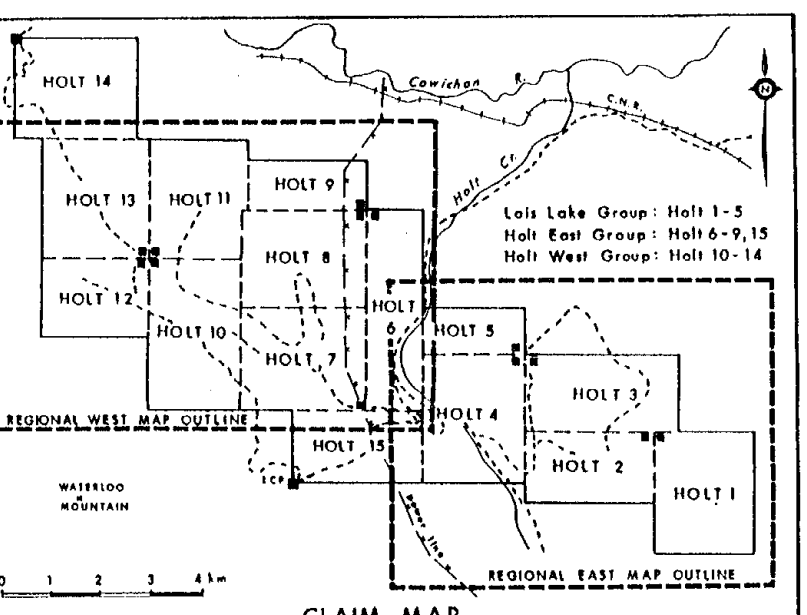 HOLT 14
Cowichan R.
C.N.R.
N
HOLT 9
Holt Cr.
HOLT 13
HOLT 11
Lois Lake Group: Holt 1-5
Holt East Group: Holt 6-9,15
Holt West Group: Holt 10-14
HOLT 8
HOLT 12
HOLT 6
HOLT 10
HOLT 5
HOLT 7
HOLT 3
HOLT 4
REGIONAL WEST MAP OUTLINE
HOLT 15
HOLT 2
LCP
HOLT 1
WATERLOO
MOUNTAIN
Power line
REGIONAL EAST MAP OUTLINE
0 1 2 3 4 km
CLAIM MAP